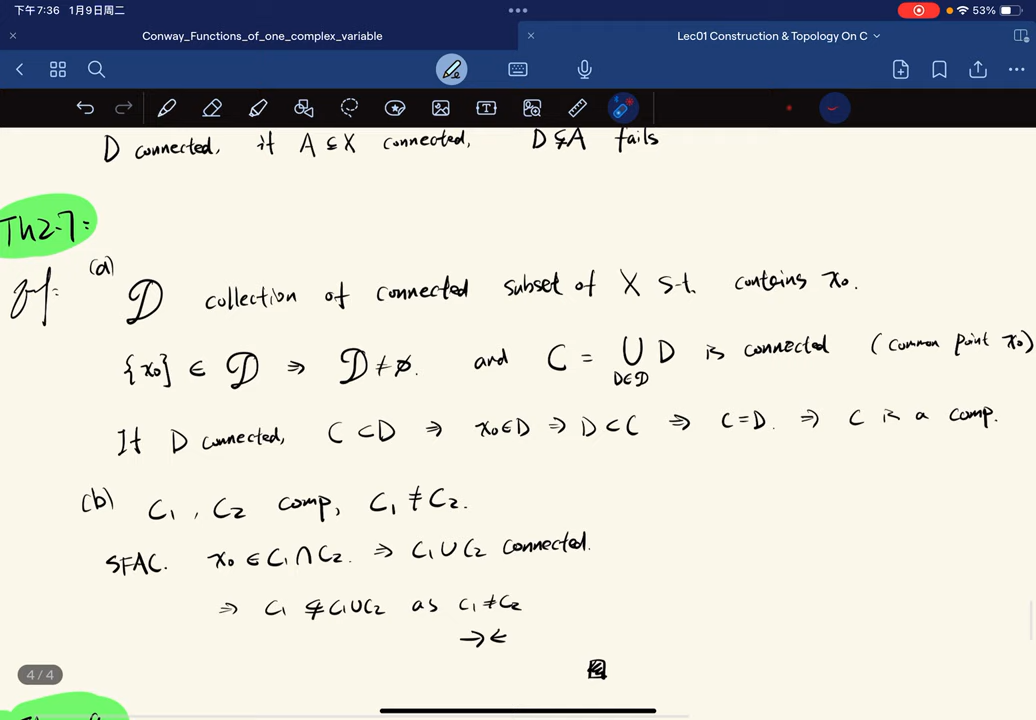 下午7:36 1月9日周二
53%
Conway_Functions_of_one_complex_variable
Lec01 Construction & Topology On C
D connected, if A ⊆ X connected, D ⊊ A fails
Th2.7:
pf:
(a) 𝒟 collection of connected subset of X s.t. contains x₀.
{x₀} ∈ 𝒟 ⇒ 𝒟 ≠ ∅. and C = ∪ D is connected (common point x₀)
D∈𝒟
If D connected, C ⊂ D ⇒ x₀ ∈ D ⇒ D ⊂ C ⇒ C = D. ⇒ C is a comp.
(b) C₁, C₂ comp, C₁ ≠ C₂.
SFAC. x₀ ∈ C₁ ∩ C₂. ⇒ C₁ ∪ C₂ connected.
⇒ C₁ ⊊ C₁ ∪ C₂ as C₁ ≠ C₂
→←
4/4